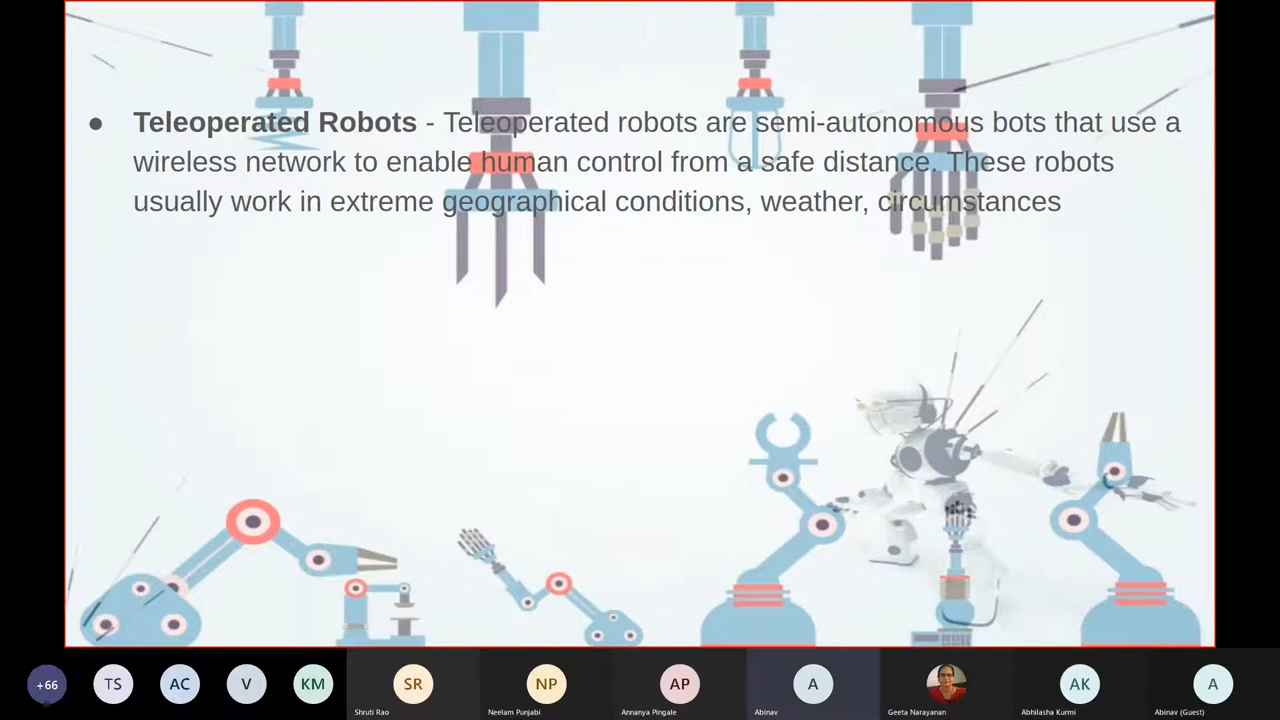 ● Teleoperated Robots - Teleoperated robots are semi-autonomous bots that use a
wireless network to enable human control from a safe distance. These robots
usually work in extreme geographical conditions, weather, circumstances
+66
TS
AC
V
KM
SR
NP
AP
A
AK
A
Shruti Rao
Neelam Punjabi
Annanya Pingale
Abinav
Geeta Narayanan
Abhilasha Kurmi
Abinav (Guest)